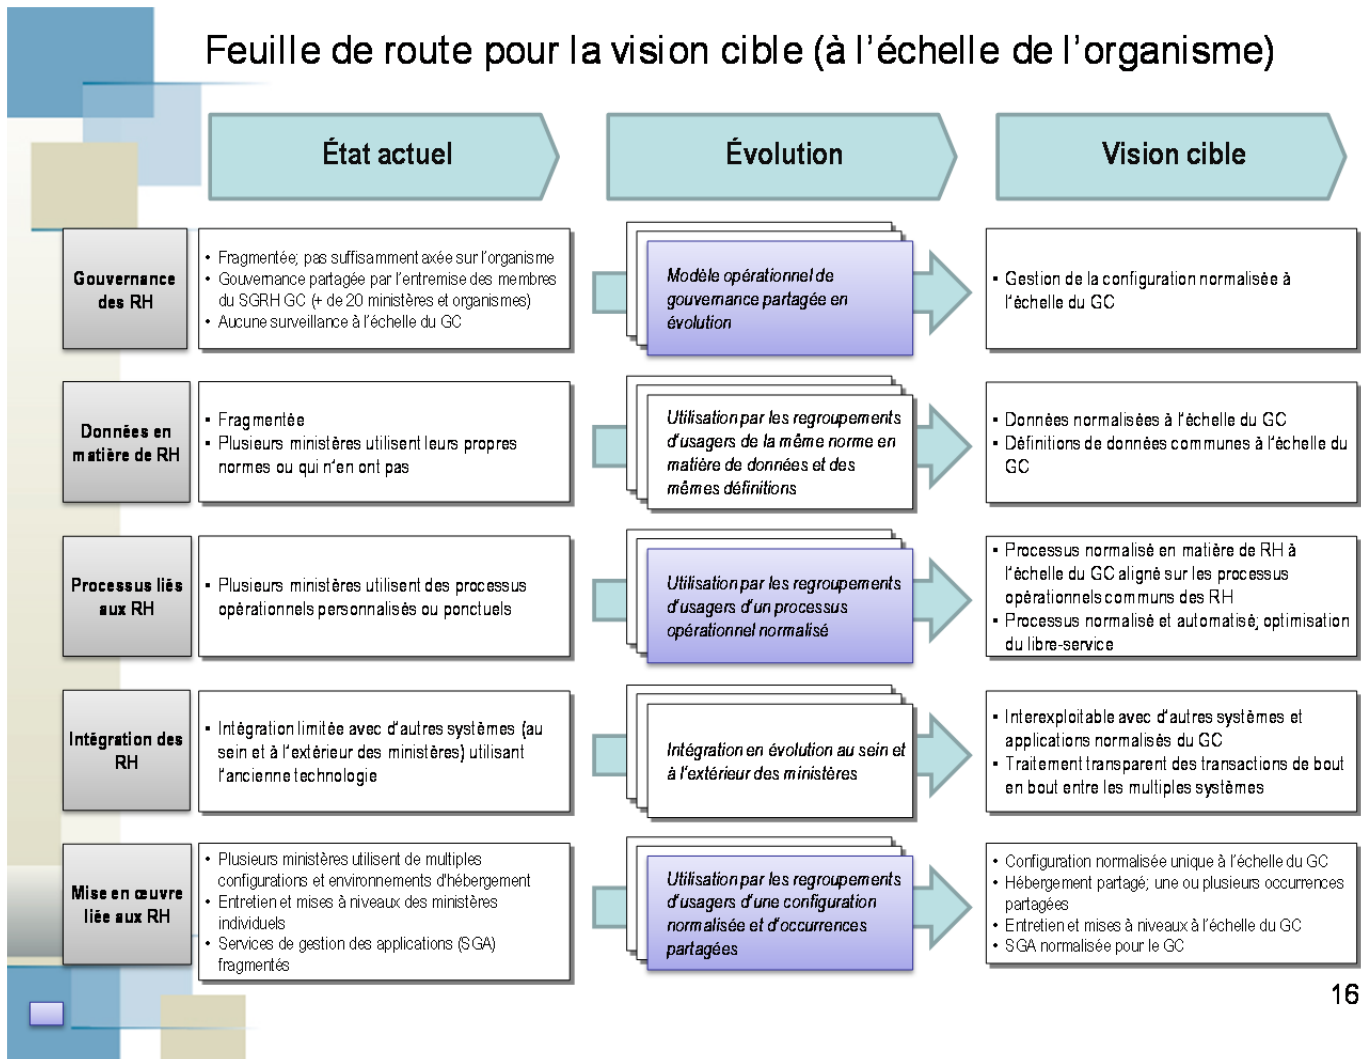 Feuille de route pour la vision cible (à l'échelle de l'organisme)
État actuel
Évolution
Vision cible
Gouvernance
des RH
• Fragmentée; pas suffisamment axée sur l'organisme
• Gouvernance partagée par l'entremise des membres
du SGRH GC (+ de 20 ministères et organismes)
• Aucune surveillance à l'échelle du GC
Modèle opérationnel de
gouvernance partagée en
évolution
▪ Gestion de la configuration normalisée à
l'échelle du GC
Données en
matière de RH
▪ Fragmentée
▪ Plusieurs ministères utilisent leurs propres
normes ou qui n'en ont pas
Utilisation par les regroupements
d'usagers de la même norme en
matière de données et des
mêmes définitions
▪ Données normalisées à l'échelle du GC
▪ Définitions de données communes à l'échelle du
GC
Processus liés
aux RH
▪ Plusieurs ministères utilisent des processus
opérationnels personnalisés ou ponctuels
Utilisation par les regroupements
d'usagers d'un processus
opérationnel normalisé
▪ Processus normalisé en matière de RH à
l'échelle du GC aligné sur les processus
opérationnels communs des RH
▪ Processus normalisé et automatisé; optimisation
du libre-service
Intégration des
RH
▪ Intégration limitée avec d'autres systèmes (au
sein et à l'extérieur des ministères) utilisant
l'ancienne technologie
Intégration en évolution au sein et
à l'extérieur des ministères
▪ Interexploitable avec d'autres systèmes et
applications normalisés du GC
▪ Traitement transparent des transactions de bout
en bout entre les multiples systèmes
Mise en œuvre
liée aux RH
• Plusieurs ministères utilisent de multiples
configurations et environnements d'hébergement
• Entretien et mises à niveaux des ministères
individuels
• Services de gestion des applications (SGA)
fragmentés
Utilisation par les regroupements
d'usagers d'une configuration
normalisée et d'occurrences
partagées
• Configuration normalisée unique à l'échelle du GC
• Hébergement partagé; une ou plusieurs occurrences
partagées
• Entretien et mises à niveaux à l'échelle du GC
• SGA normalisée pour le GC
16